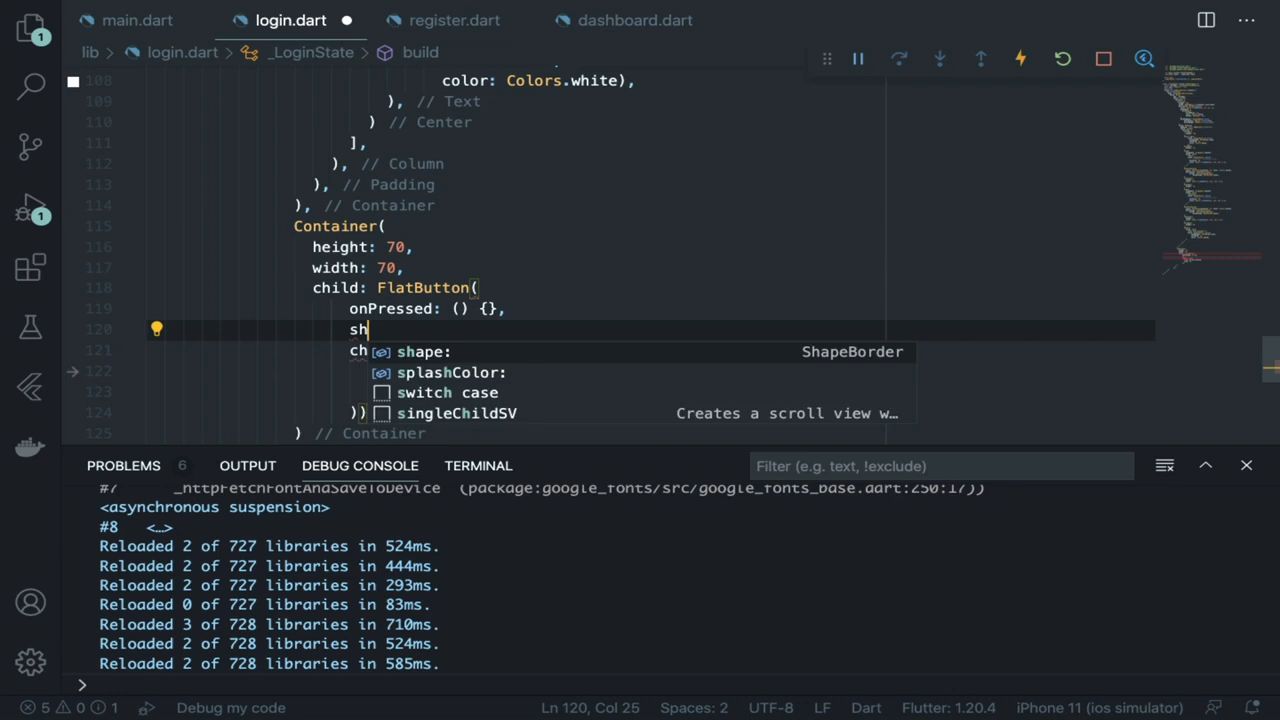 main.dart login.dart register.dart dashboard.dart
lib > login.dart > _LoginState > build
108 color: Colors.white),
109 ), // Text
110 ) // Center
111 ],
112 ), // Column
113 ), // Padding
114 ), // Container
115 Container(
116 height: 70,
117 width: 70,
118 child: FlatButton(
119 onPressed: () {},
120 sh
121 ch
shape: ShapeBorder
122
splashColor:
123
switch case
124 ))
singleChildSV Creates a scroll view w…
125 ) // Container
PROBLEMS 6 OUTPUT DEBUG CONSOLE TERMINAL
Filter (e.g. text, !exclude)
#7 _httpFetchFontAndSaveToDevice (package:google_fonts/src/google_fonts_base.dart:250:17))
<asynchronous suspension>
#8 <…>
Reloaded 2 of 727 libraries in 524ms.
Reloaded 2 of 727 libraries in 444ms.
Reloaded 2 of 727 libraries in 293ms.
Reloaded 0 of 727 libraries in 83ms.
Reloaded 3 of 728 libraries in 710ms.
Reloaded 2 of 728 libraries in 524ms.
Reloaded 2 of 728 libraries in 585ms.
>
5 0 1 Debug my code Ln 120, Col 25 Spaces: 2 UTF-8 LF Dart Flutter: 1.20.4 iPhone 11 (ios simulator)
1
1